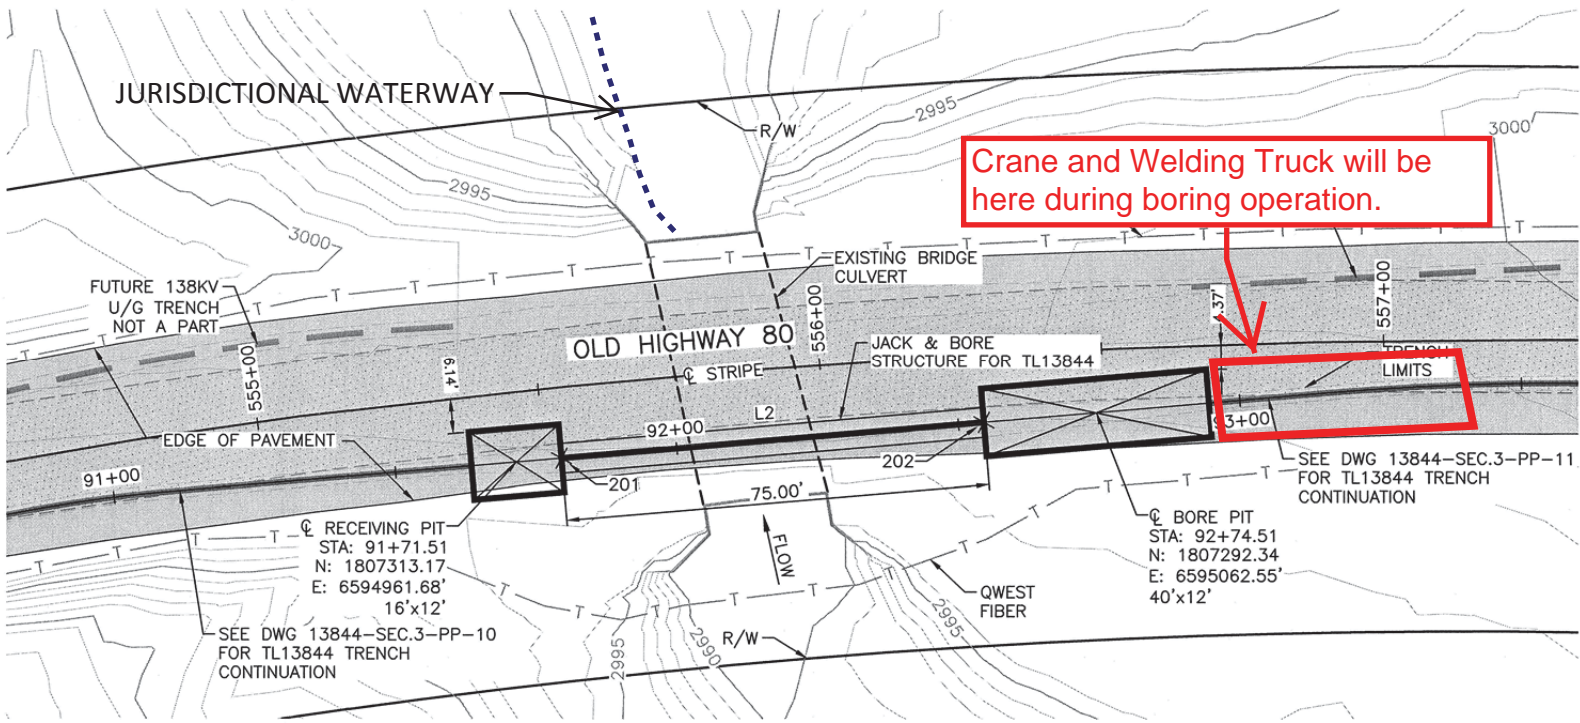 JURISDICTIONAL WATERWAY
R/W
2995
3000
Crane and Welding Truck will be
here during boring operation.
2995
3000
T T T T T T T T T T
EXISTING BRIDGE
CULVERT
FUTURE 138KV
U/G TRENCH
NOT A PART
555+00
6.14'
OLD HIGHWAY 80
556+00
4.37'
557+00
JACK & BORE
STRUCTURE FOR TL13844
℄ STRIPE
TRENCH
LIMITS
L2
92+00
93+00
EDGE OF PAVEMENT
91+00
201
202
75.00'
SEE DWG 13844-SEC.3-PP-11
FOR TL13844 TRENCH
CONTINUATION
℄ RECEIVING PIT
STA: 91+71.51
N: 1807313.17
E: 6594961.68'
16'x12'
FLOW
℄ BORE PIT
STA: 92+74.51
N: 1807292.34
E: 6595062.55'
40'x12'
QWEST
FIBER
SEE DWG 13844-SEC.3-PP-10
FOR TL13844 TRENCH
CONTINUATION
R/W
2995
2990
2995